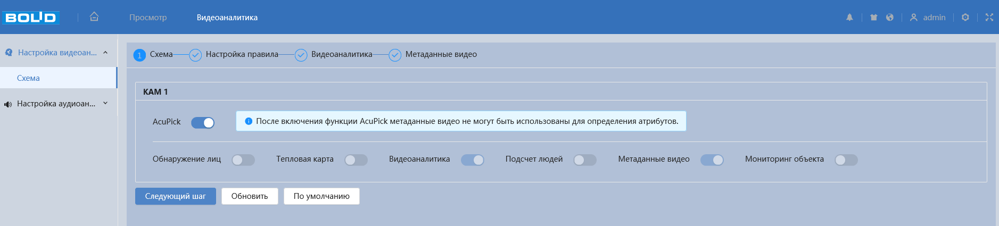 BOLID Просмотр Видеоаналитика admin
Настройка видеоан...
Схема
Настройка аудиоан...
1 Схема Настройка правила Видеоаналитика Метаданные видео
КАМ 1
AcuPick После включения функции AcuPick метаданные видео не могут быть использованы для определения атрибутов.
Обнаружение лиц Тепловая карта Видеоаналитика Подсчет людей Метаданные видео Мониторинг объекта
Следующий шаг Обновить По умолчанию